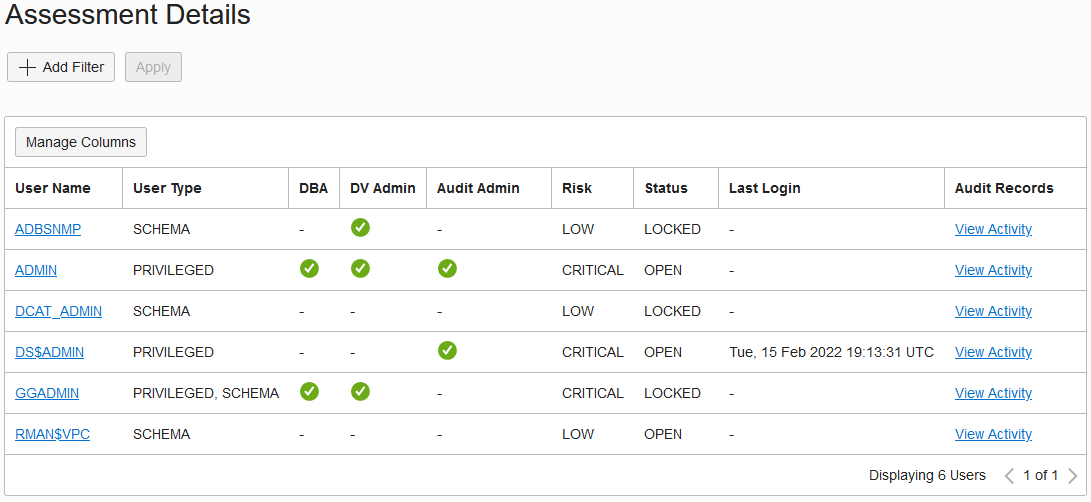 Assessment Details
Add Filter Apply
Manage Columns
User Name User Type DBA DV Admin Audit Admin Risk Status Last Login Audit Records
ADBSNMP SCHEMA - - LOW LOCKED - View Activity
ADMIN PRIVILEGED CRITICAL OPEN - View Activity
DCAT_ADMIN SCHEMA - - - LOW LOCKED - View Activity
DS$ADMIN PRIVILEGED - - CRITICAL OPEN Tue, 15 Feb 2022 19:13:31 UTC View Activity
GGADMIN PRIVILEGED, SCHEMA - CRITICAL LOCKED - View Activity
RMAN$VPC SCHEMA - - - LOW OPEN - View Activity
Displaying 6 Users 1 of 1